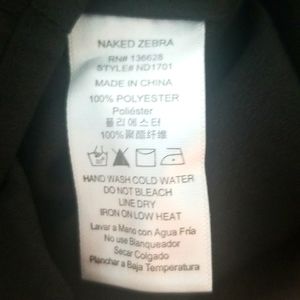 NAKED ZEBRA
RN# 136628
STYLE# ND1701
MADE IN CHINA
100% POLYESTER
Poliéster
폴리에스터
100%聚酯纤维
HAND WASH COLD WATER
DO NOT BLEACH
LINE DRY
IRON ON LOW HEAT
Lavar a Mano con Agua Fría
No use Blanqueador
Secar Colgado
Planchar a Baja Temperatura